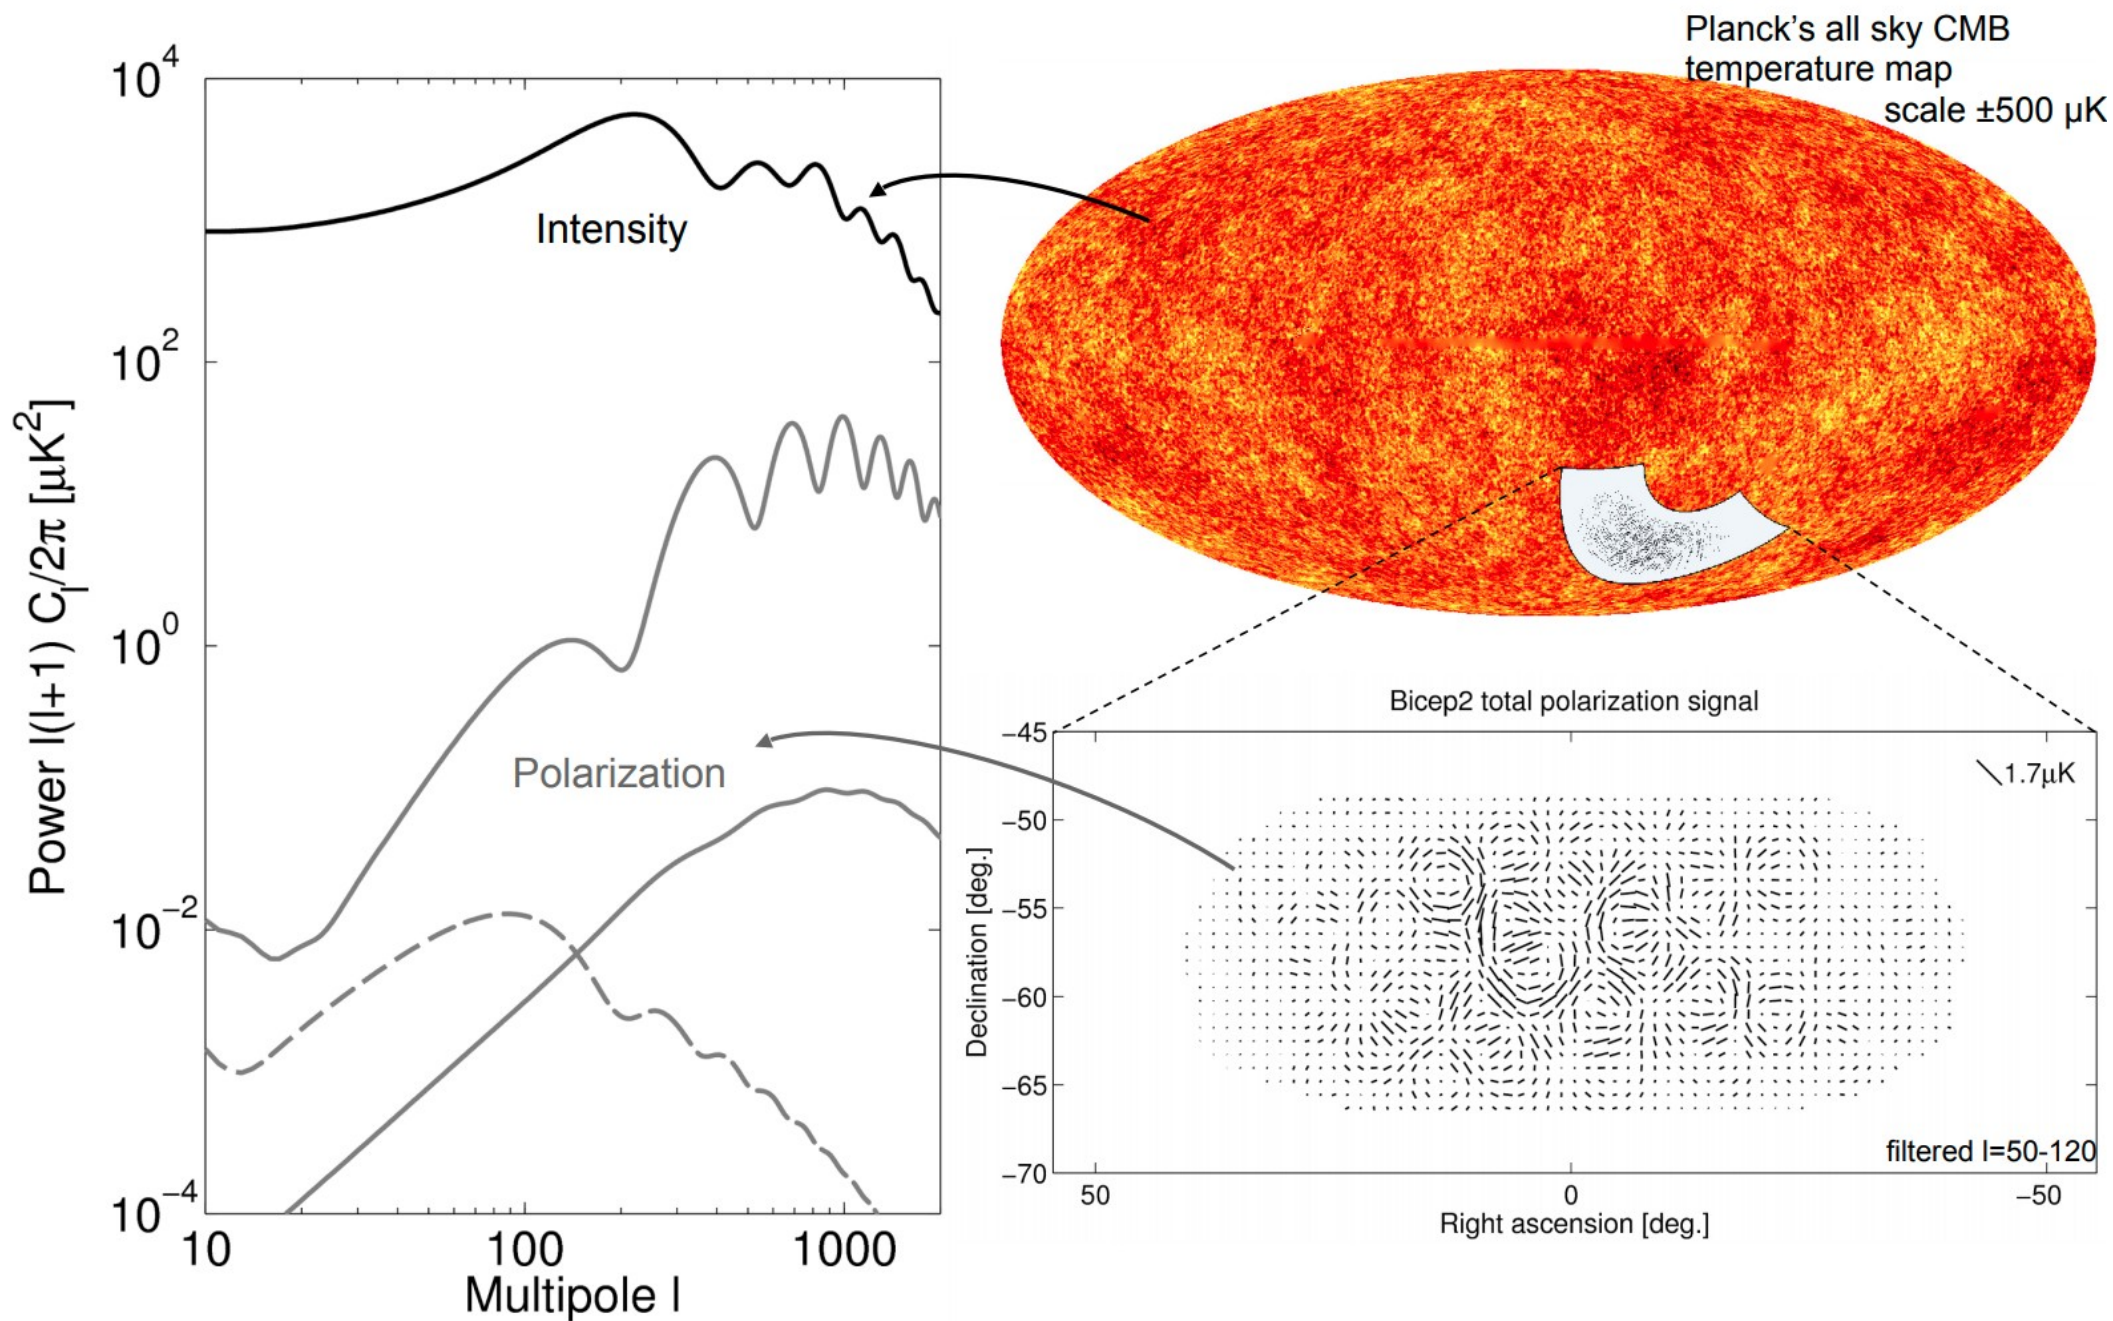 Planck's all sky CMB
temperature map
scale ±500 µK
10^4
10^2
10^0
10^−2
10^−4
Power l(l+1) C_l/2π [µK^2]
Intensity
Polarization
10
100
1000
Multipole l
Bicep2 total polarization signal
−45
−50
−55
−60
−65
−70
Declination [deg.]
1.7µK
filtered l=50-120
50
0
−50
Right ascension [deg.]